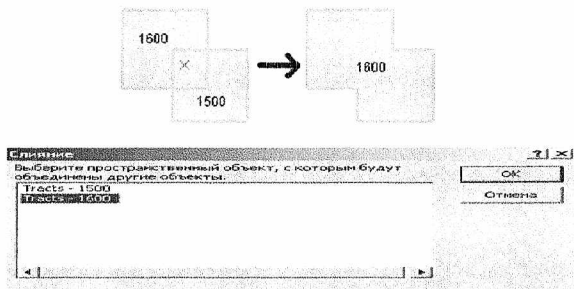 1600
1500
1600
Слияние
Выберите пространственный объект, с которым будут
объединены другие объекты.
Tracts - 1500
Tracts - 1600
OK
Отмена